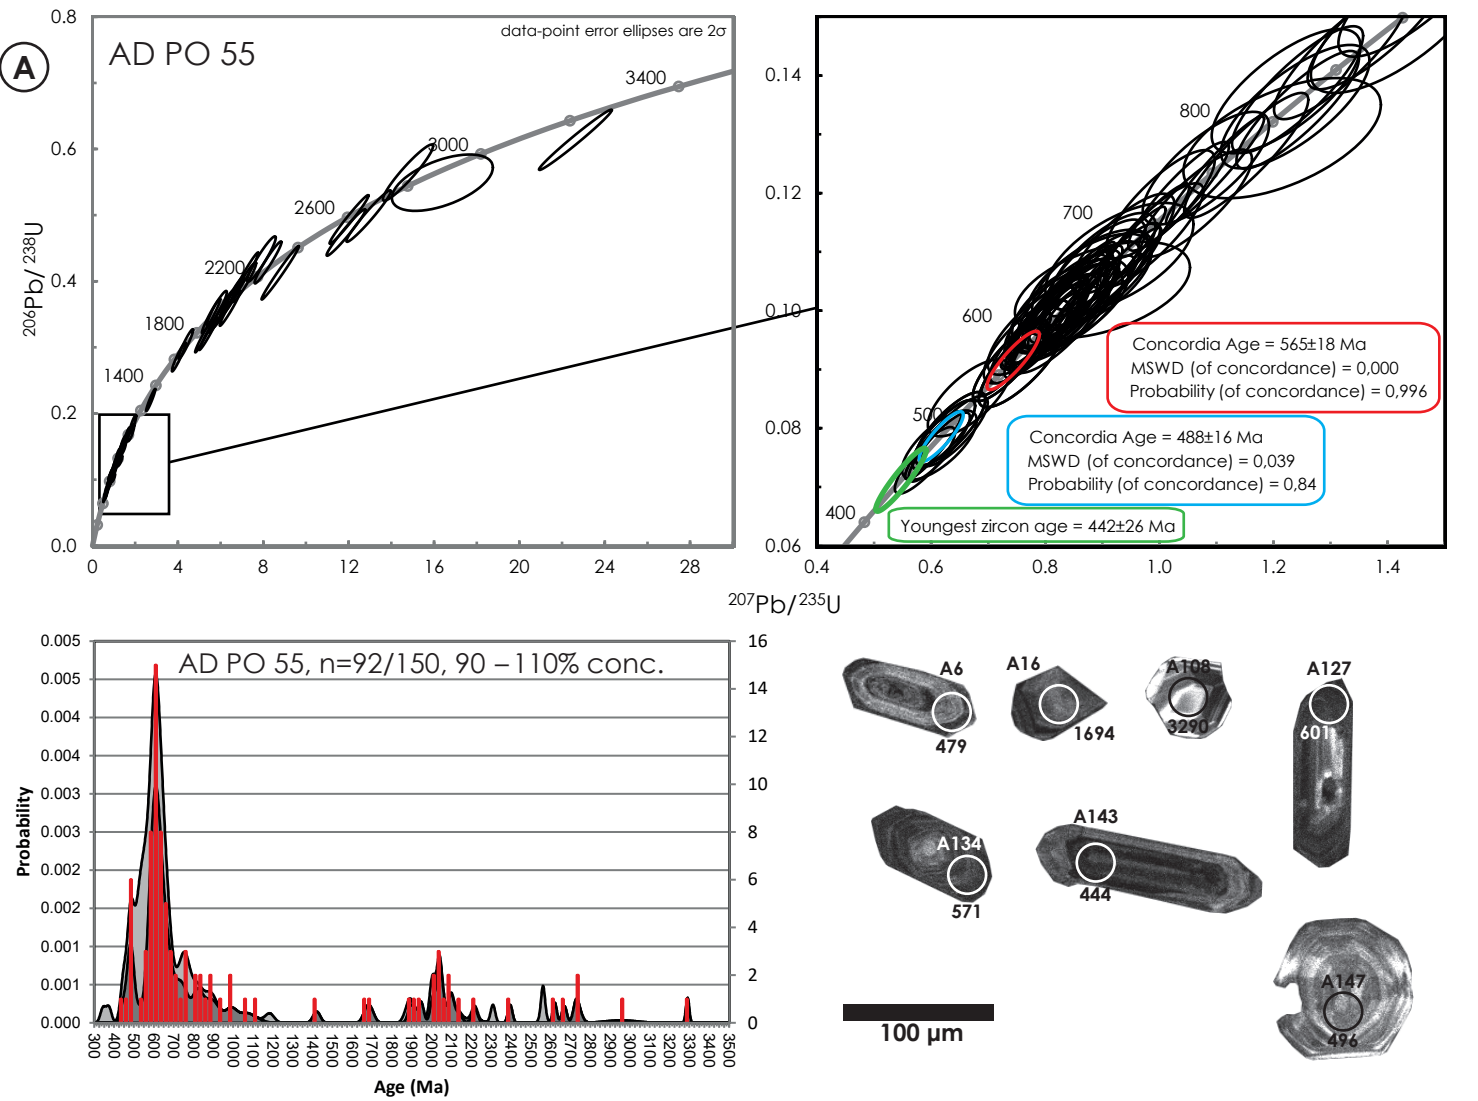 A
AD PO 55
data-point error ellipses are 2σ
0.8
0.6
0.4
0.2
0.0
206Pb/238U
1400
1800
2200
2600
3000
3400
0 4 8 12 16 20 24 28
0.14
0.12
0.10
0.08
0.06
400
500
600
700
800
Concordia Age = 565±18 Ma
MSWD (of concordance) = 0,000
Probability (of concordance) = 0,996
Concordia Age = 488±16 Ma
MSWD (of concordance) = 0,039
Probability (of concordance) = 0,84
Youngest zircon age = 442±26 Ma
0.4 0.6 0.8 1.0 1.2 1.4
207Pb/235U
AD PO 55, n=92/150, 90 – 110% conc.
0.005
0.005
0.004
0.004
0.003
0.003
0.002
0.002
0.001
0.001
0.000
Probability
16
14
12
10
8
6
4
2
0
300 400 500 600 700 800 900 1000 1100 1200 1300 1400 1500 1600 1700 1800 1900 2000 2100 2200 2300 2400 2500 2600 2700 2800 2900 3000 3100 3200 3300 3400 3500
Age (Ma)
A6
479
A16
1694
A108
3290
A127
601
A134
571
A143
444
A147
496
100 µm